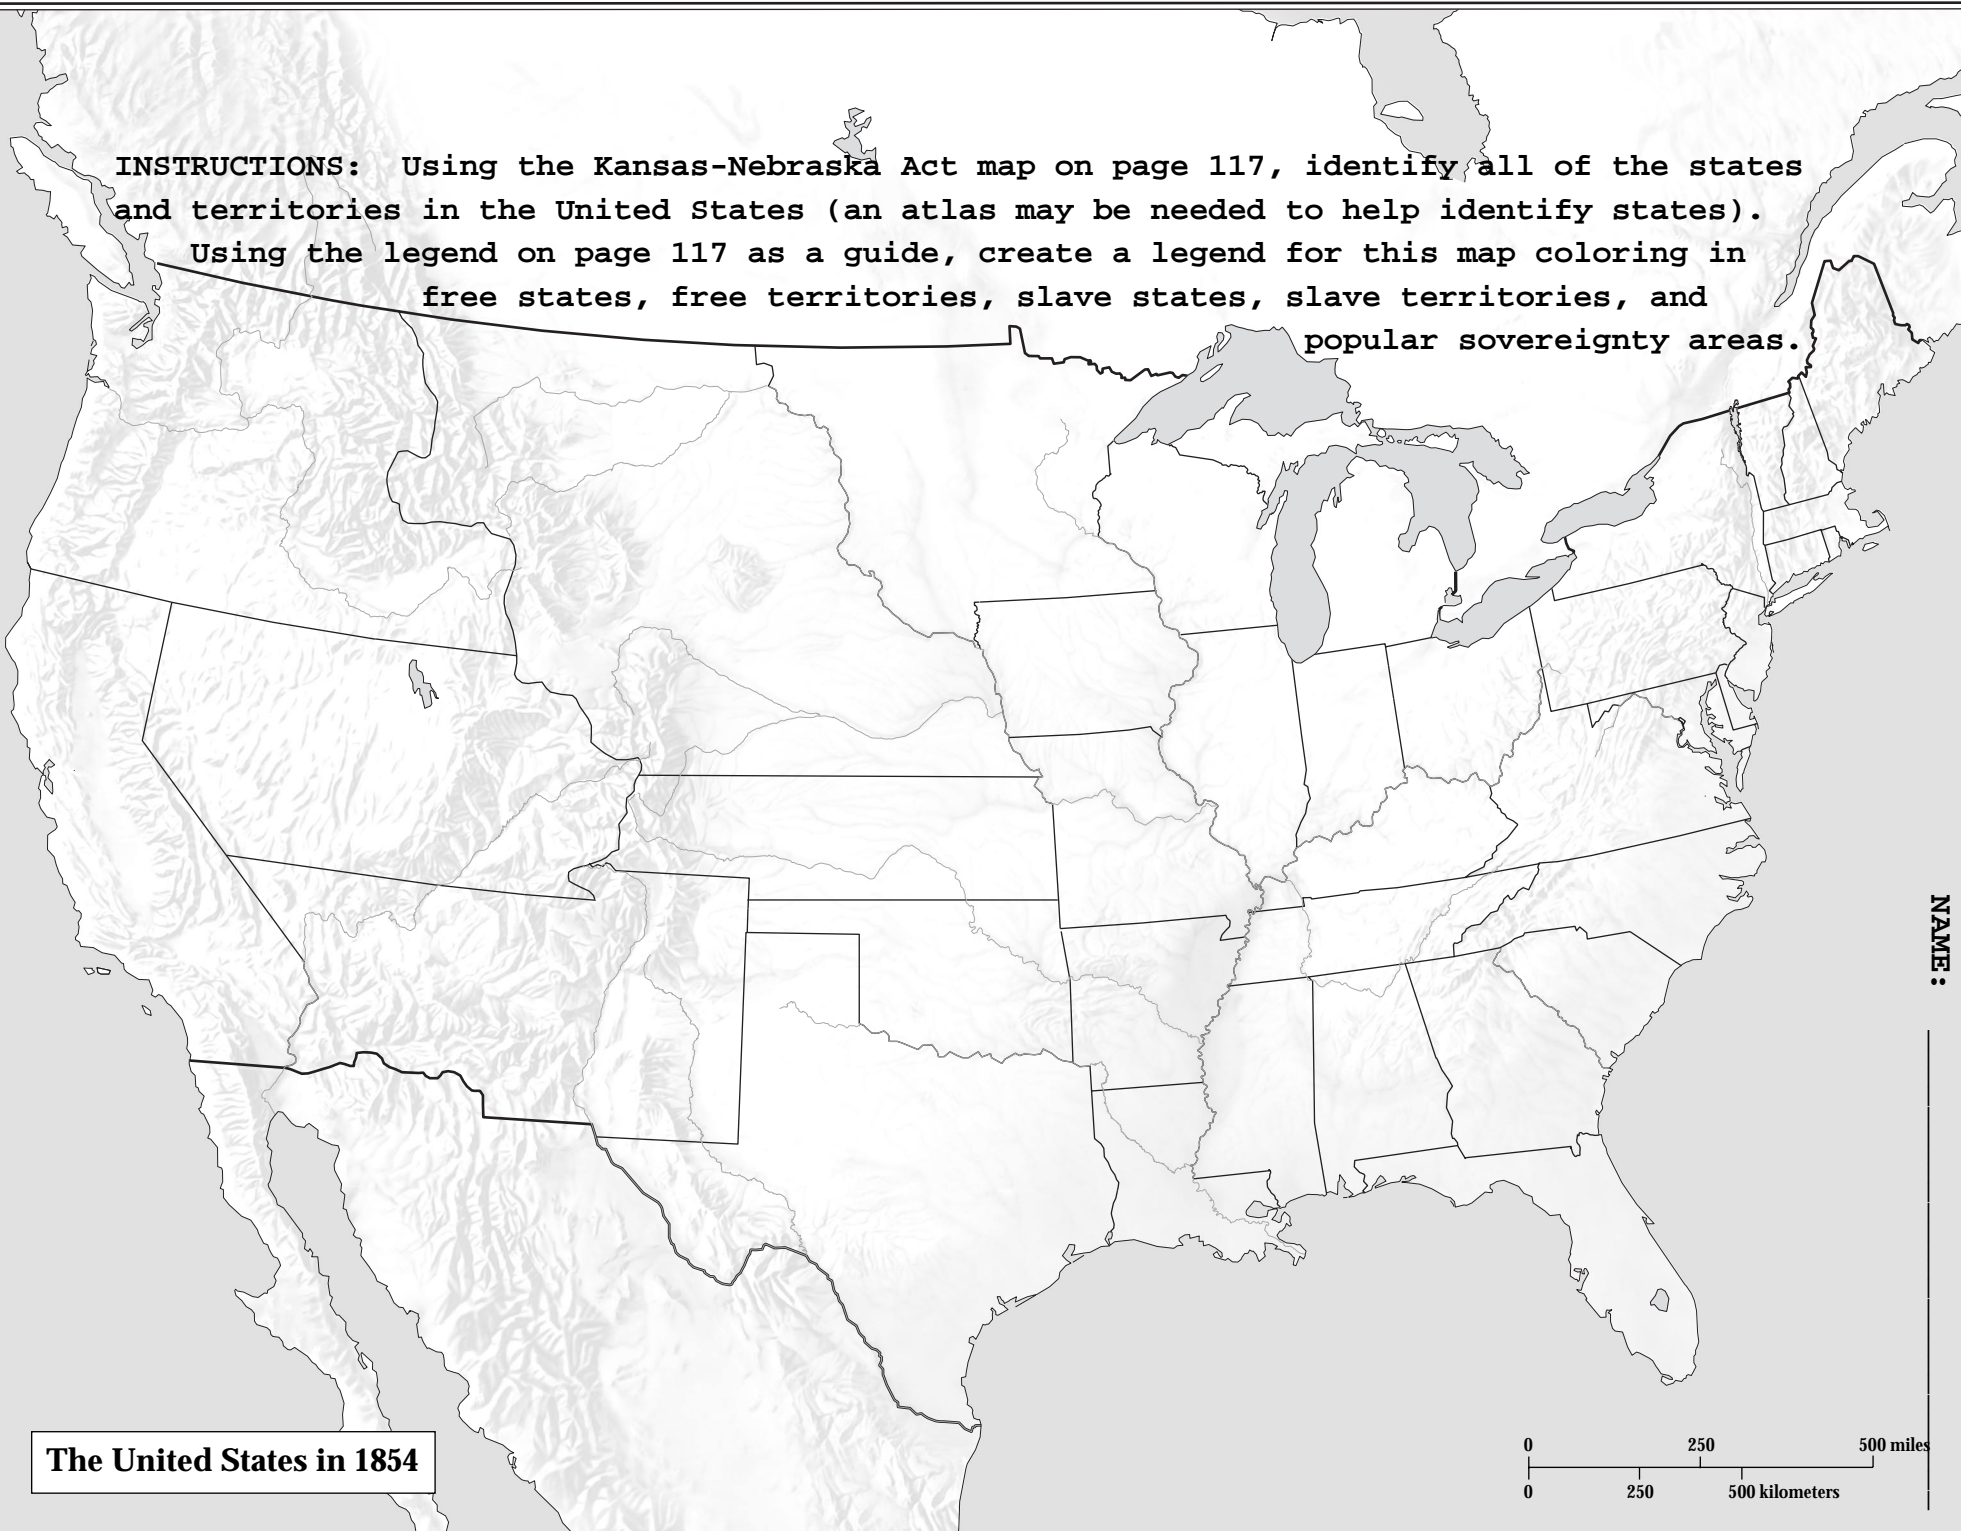 INSTRUCTIONS: Using the Kansas-Nebraska Act map on page 117, identify all of the states
and territories in the United States (an atlas may be needed to help identify states).
Using the legend on page 117 as a guide, create a legend for this map coloring in
free states, free territories, slave states, slave territories, and
popular sovereignty areas.
NAME:
The United States in 1854
0 250 500 miles
0 250 500 kilometers